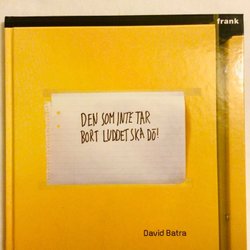 frank
DEN SOM INTE TAR
BORT LUDDET SKA DÖ!
David Batra